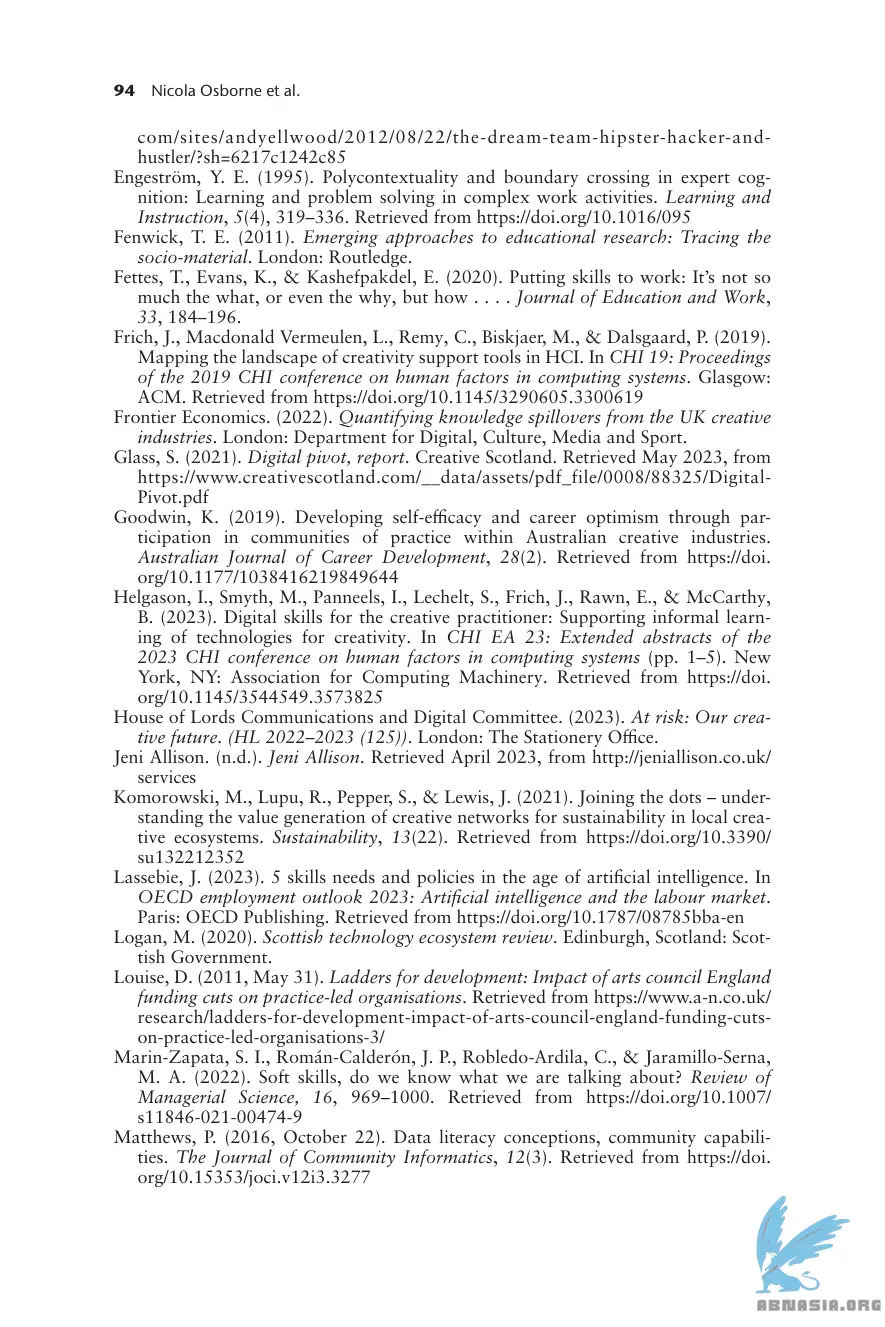 94 Nicola Osborne et al.
com/sites/andyellwood/2012/08/22/the-dream-team-hipster-hacker-and-
hustler/?sh=6217c1242c85
Engeström, Y. E. (1995). Polycontextuality and boundary crossing in expert cog-
nition: Learning and problem solving in complex work activities. Learning and
Instruction, 5(4), 319–336. Retrieved from https://doi.org/10.1016/095
Fenwick, T. E. (2011). Emerging approaches to educational research: Tracing the
socio-material. London: Routledge.
Fettes, T., Evans, K., & Kashefpakdel, E. (2020). Putting skills to work: It’s not so
much the what, or even the why, but how . . . . Journal of Education and Work,
33, 184–196.
Frich, J., Macdonald Vermeulen, L., Remy, C., Biskjaer, M., & Dalsgaard, P. (2019).
Mapping the landscape of creativity support tools in HCI. In CHI 19: Proceedings
of the 2019 CHI conference on human factors in computing systems. Glasgow:
ACM. Retrieved from https://doi.org/10.1145/3290605.3300619
Frontier Economics. (2022). Quantifying knowledge spillovers from the UK creative
industries. London: Department for Digital, Culture, Media and Sport.
Glass, S. (2021). Digital pivot, report. Creative Scotland. Retrieved May 2023, from
https://www.creativescotland.com/__data/assets/pdf_file/0008/88325/Digital-
Pivot.pdf
Goodwin, K. (2019). Developing self-efficacy and career optimism through par-
ticipation in communities of practice within Australian creative industries.
Australian Journal of Career Development, 28(2). Retrieved from https://doi.
org/10.1177/1038416219849644
Helgason, I., Smyth, M., Panneels, I., Lechelt, S., Frich, J., Rawn, E., & McCarthy,
B. (2023). Digital skills for the creative practitioner: Supporting informal learn-
ing of technologies for creativity. In CHI EA 23: Extended abstracts of the
2023 CHI conference on human factors in computing systems (pp. 1–5). New
York, NY: Association for Computing Machinery. Retrieved from https://doi.
org/10.1145/3544549.3573825
House of Lords Communications and Digital Committee. (2023). At risk: Our crea-
tive future. (HL 2022–2023 (125)). London: The Stationery Office.
Jeni Allison. (n.d.). Jeni Allison. Retrieved April 2023, from http://jeniallison.co.uk/
services
Komorowski, M., Lupu, R., Pepper, S., & Lewis, J. (2021). Joining the dots – under-
standing the value generation of creative networks for sustainability in local crea-
tive ecosystems. Sustainability, 13(22). Retrieved from https://doi.org/10.3390/
su132212352
Lassebie, J. (2023). 5 skills needs and policies in the age of artificial intelligence. In
OECD employment outlook 2023: Artificial intelligence and the labour market.
Paris: OECD Publishing. Retrieved from https://doi.org/10.1787/08785bba-en
Logan, M. (2020). Scottish technology ecosystem review. Edinburgh, Scotland: Scot-
tish Government.
Louise, D. (2011, May 31). Ladders for development: Impact of arts council England
funding cuts on practice-led organisations. Retrieved from https://www.a-n.co.uk/
research/ladders-for-development-impact-of-arts-council-england-funding-cuts-
on-practice-led-organisations-3/
Marin-Zapata, S. I., Román-Calderón, J. P., Robledo-Ardila, C., & Jaramillo-Serna,
M. A. (2022). Soft skills, do we know what we are talking about? Review of
Managerial Science, 16, 969–1000. Retrieved from https://doi.org/10.1007/
s11846-021-00474-9
Matthews, P. (2016, October 22). Data literacy conceptions, community capabili-
ties. The Journal of Community Informatics, 12(3). Retrieved from https://doi.
org/10.15353/joci.v12i3.3277
ABNASIA.ORG